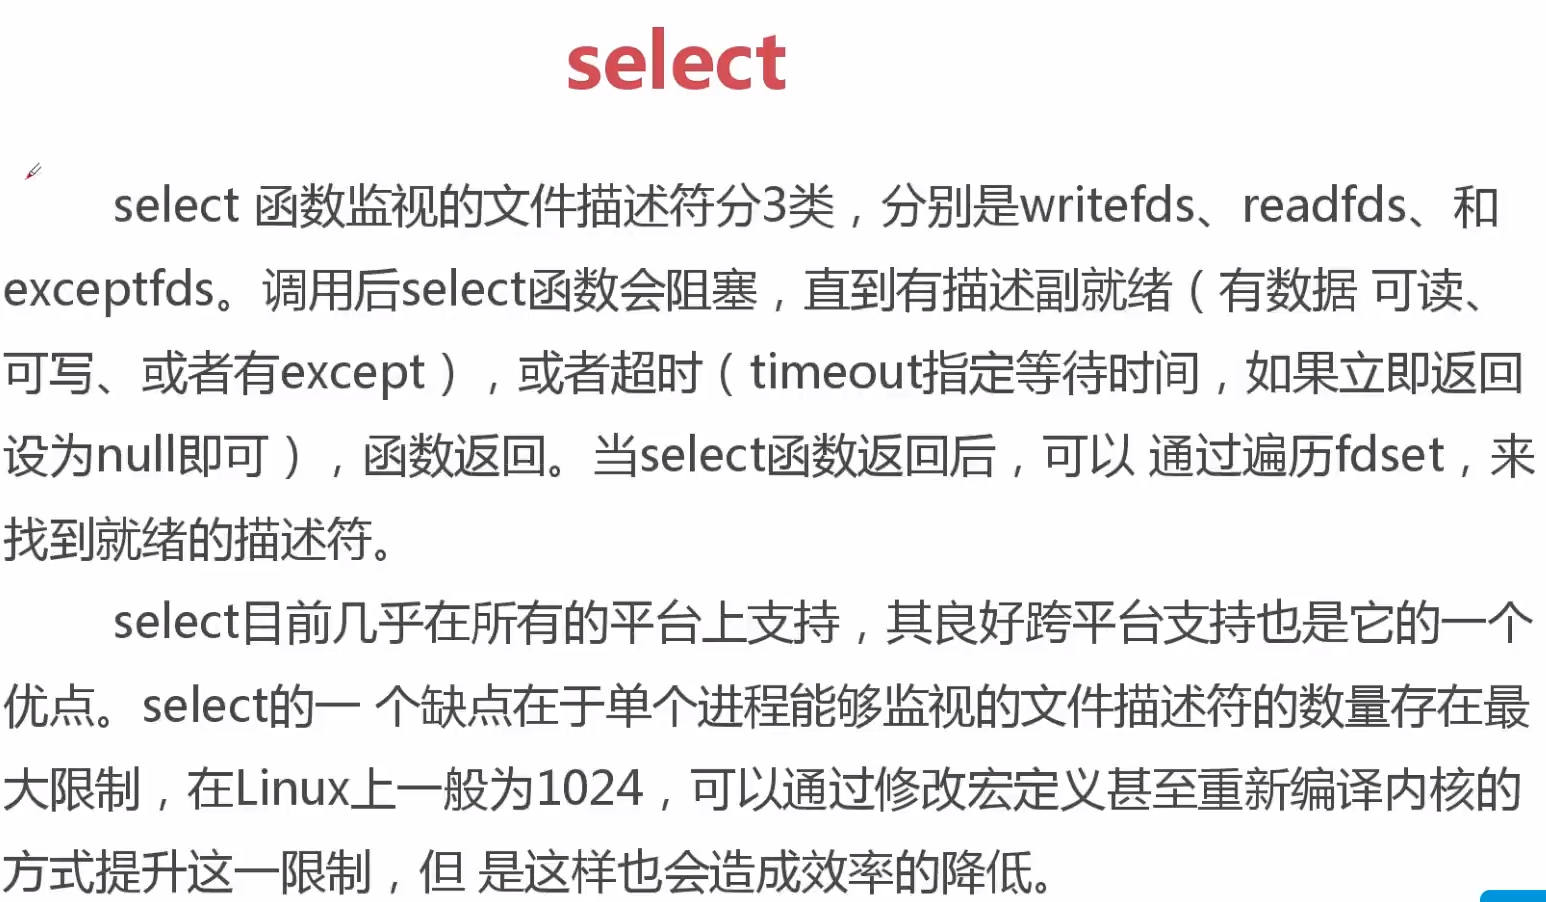 select
select 函数监视的文件描述符分3类，分别是writefds、readfds、和
exceptfds。调用后select函数会阻塞，直到有描述副就绪（有数据 可读、
可写、或者有except），或者超时（timeout指定等待时间，如果立即返回
设为null即可），函数返回。当select函数返回后，可以 通过遍历fdset，来
找到就绪的描述符。
select目前几乎在所有的平台上支持，其良好跨平台支持也是它的一个
优点。select的一 个缺点在于单个进程能够监视的文件描述符的数量存在最
大限制，在Linux上一般为1024，可以通过修改宏定义甚至重新编译内核的
方式提升这一限制，但 是这样也会造成效率的降低。